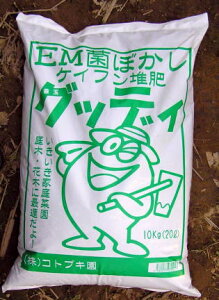 EM菌ぼかし
ケイフン堆肥
グッディ
いきいき家庭菜園
庭木・花木に最適だよ!
10Kg(20ℓ)
(株)コトブキ園